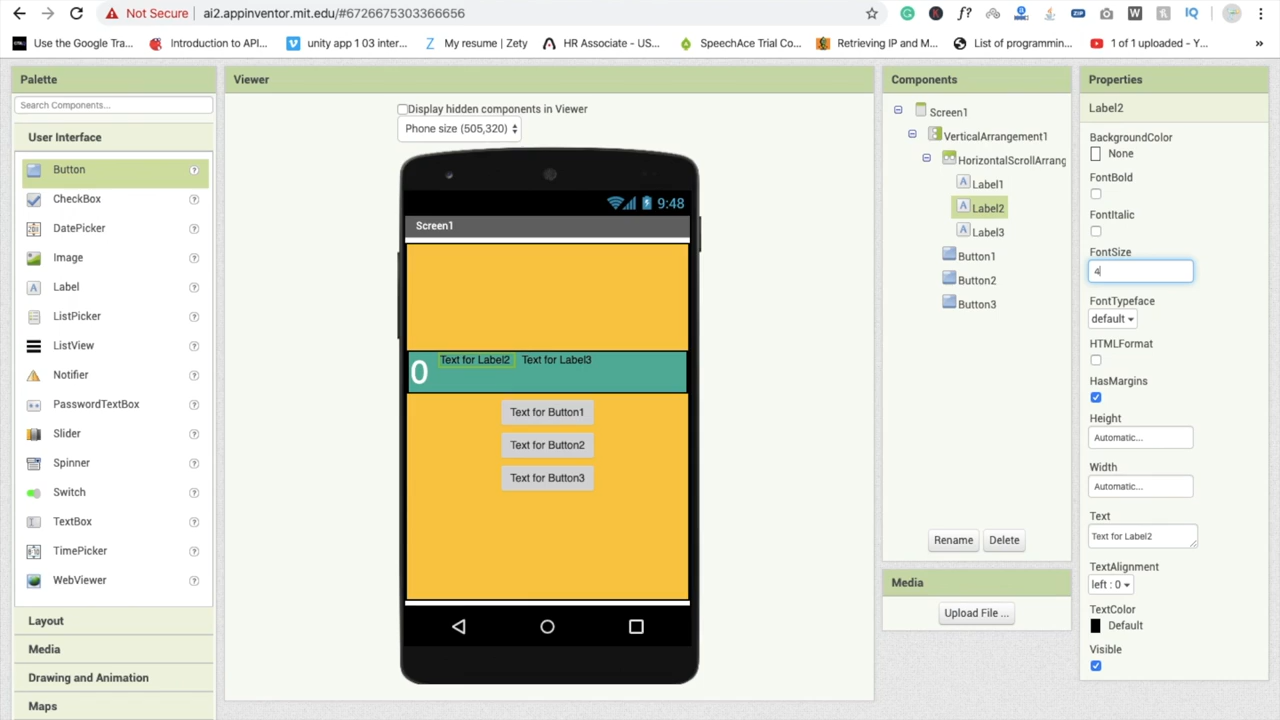 Not Secure | ai2.appinventor.mit.edu/#6726675303366656
Use the Google Tra... Introduction to API... unity app 1 03 inter... My resume | Zety HR Associate - US... SpeechAce Trial Co... Retrieving IP and M... List of programmin... 1 of 1 uploaded - Y... »
Palette
Search Components...
User Interface
Button ?
CheckBox ?
DatePicker ?
Image ?
Label ?
ListPicker ?
ListView ?
Notifier ?
PasswordTextBox ?
Slider ?
Spinner ?
Switch ?
TextBox ?
TimePicker ?
WebViewer ?
Layout
Media
Drawing and Animation
Maps
Viewer
Display hidden components in Viewer
Phone size (505,320)
9:48
Screen1
0 Text for Label2 Text for Label3
Text for Button1
Text for Button2
Text for Button3
Components
Screen1
VerticalArrangement1
HorizontalScrollArrang
Label1
Label2
Label3
Button1
Button2
Button3
Rename Delete
Media
Upload File ...
Properties
Label2
BackgroundColor
None
FontBold
FontItalic
FontSize
4
FontTypeface
default
HTMLFormat
HasMargins
Height
Automatic...
Width
Automatic...
Text
Text for Label2
TextAlignment
left : 0
TextColor
Default
Visible